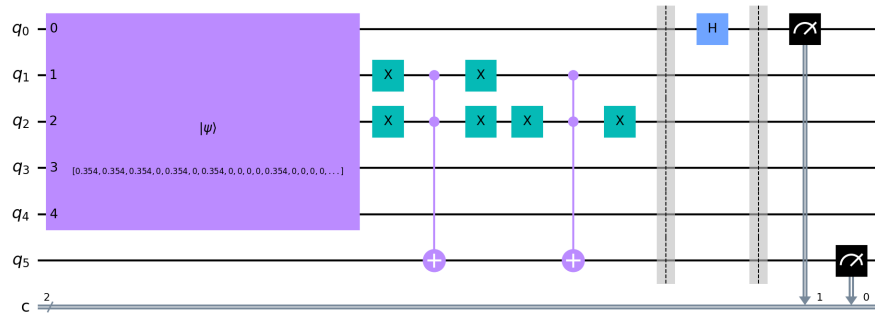 q0 0 H
q1 1 X X
q2 2 |ψ⟩ X X X X
q3 3 [0.354,0.354,0.354,0,0.354,0,0.354,0,0,0,0,0.354,0,0,0,0,...]
q4 4
q5
c 2 1 0